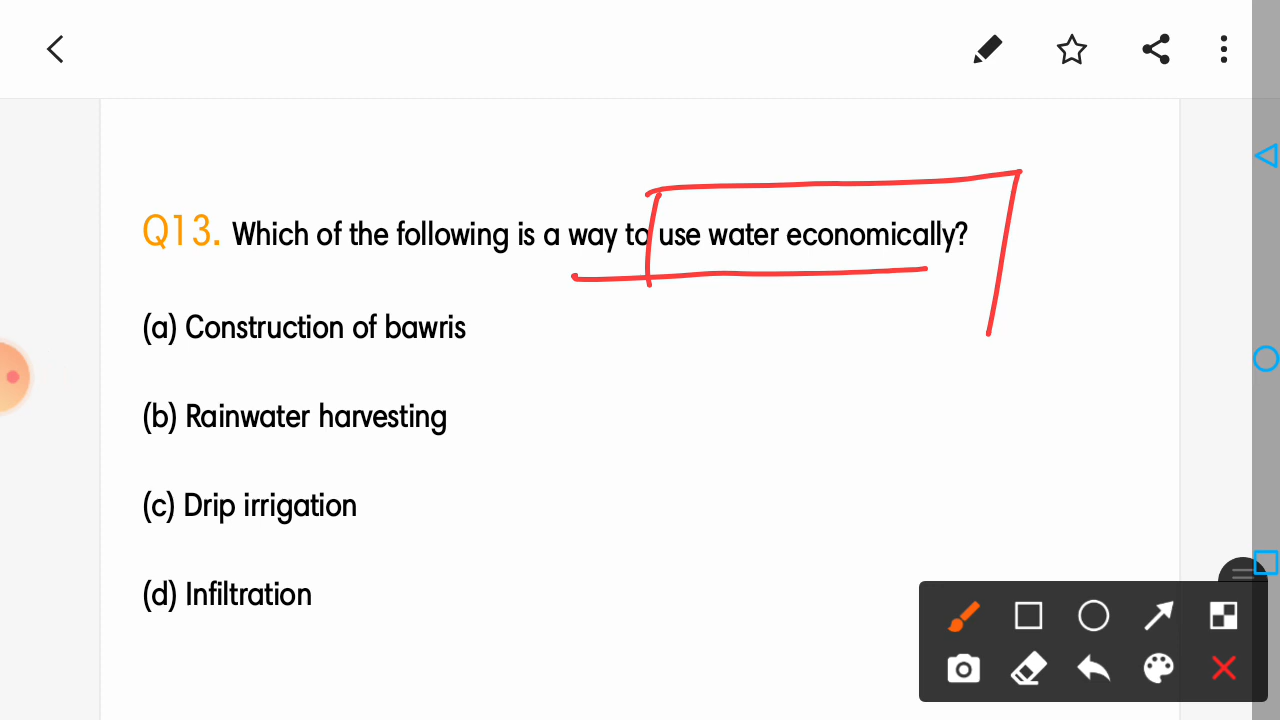 Q13. Which of the following is a way to use water economically?
(a) Construction of bawris
(b) Rainwater harvesting
(c) Drip irrigation
(d) Infiltration